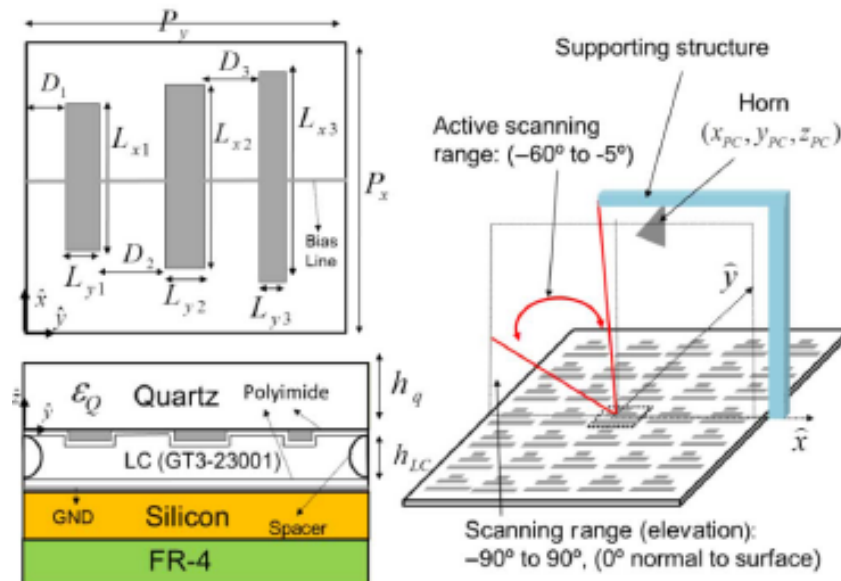 P_y
D_1
D_3
L_x1
L_x2
L_x3
P_x
Bias
Line
D_2
L_y1
L_y2
L_y3
x̂
ŷ
ẑ
ŷ
ε_Q
Quartz
Polyimide
h_q
LC (GT3-23001)
h_LC
GND
Silicon
Spacer
FR-4
Supporting structure
Horn
(x_PC, y_PC, z_PC)
Active scanning
range: (–60º to -5º)
ŷ
x̂
Scanning range (elevation):
–90º to 90º, (0º normal to surface)